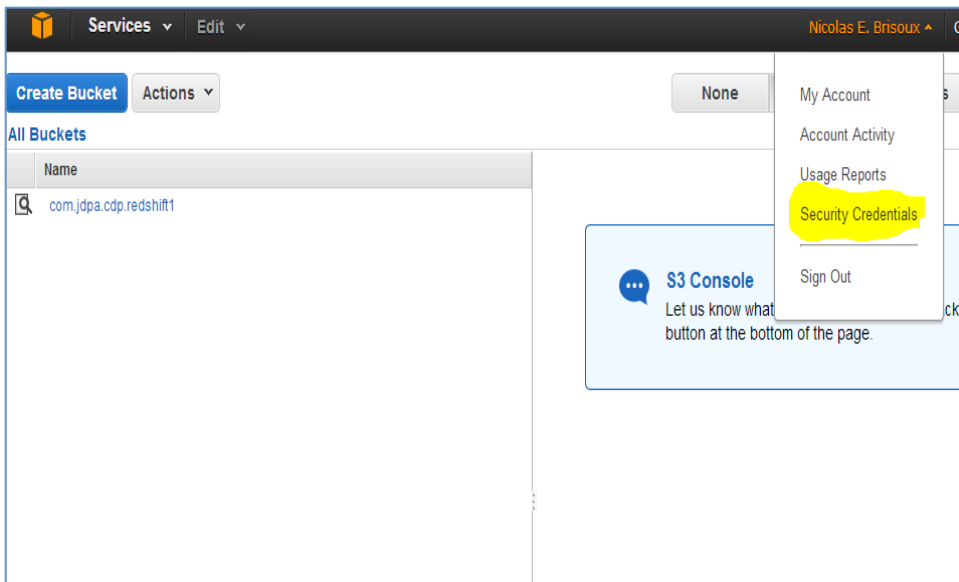 Services Edit Nicolas E. Brisoux
Create Bucket Actions None
All Buckets
Name
com.jdpa.cdp.redshift1
My Account
Account Activity
Usage Reports
Security Credentials
Sign Out
S3 Console
Let us know what
button at the bottom of the page.